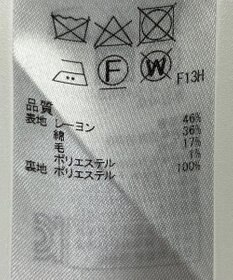 F W F13H
品質
表地 レーヨン 46%
綿 36%
毛 17%
ポリエステル 1%
裏地 ポリエステル 100%